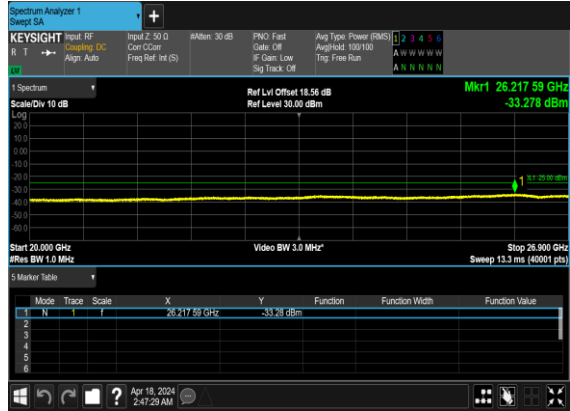 Spectrum Analyzer 1
Swept SA
KEYSIGHT Input: RF Input Z: 50 Ω #Atten: 30 dB PNO: Fast Avg Type: Power (RMS) 1 2 3 4 5 6
R T Coupling: DC Corr CCorr Gate: Off Avg|Hold: 100/100 A W W W W W
Align: Auto Freq Ref: Int (S) IF Gain: Low Trig: Free Run
Sig Track: Off A N N N N N
1 Spectrum Ref Lvl Offset 18.56 dB Mkr1 26.217 59 GHz
Scale/Div 10 dB Ref Level 30.00 dBm -33.278 dBm
Log
20.0
10.0
0.00
-10.0
-20.0 1
-30.0
-40.0
-50.0
-60.0
Start 20.000 GHz Video BW 3.0 MHz* Stop 26.900 GHz
#Res BW 1.0 MHz Sweep 13.3 ms (40001 pts)
5 Marker Table
Mode Trace Scale X Y Function Function Width Function Value
1 N 1 f 26.217 59 GHz -33.28 dBm
2
3
4
5
6
? Apr 18, 2024
2:47:29 AM